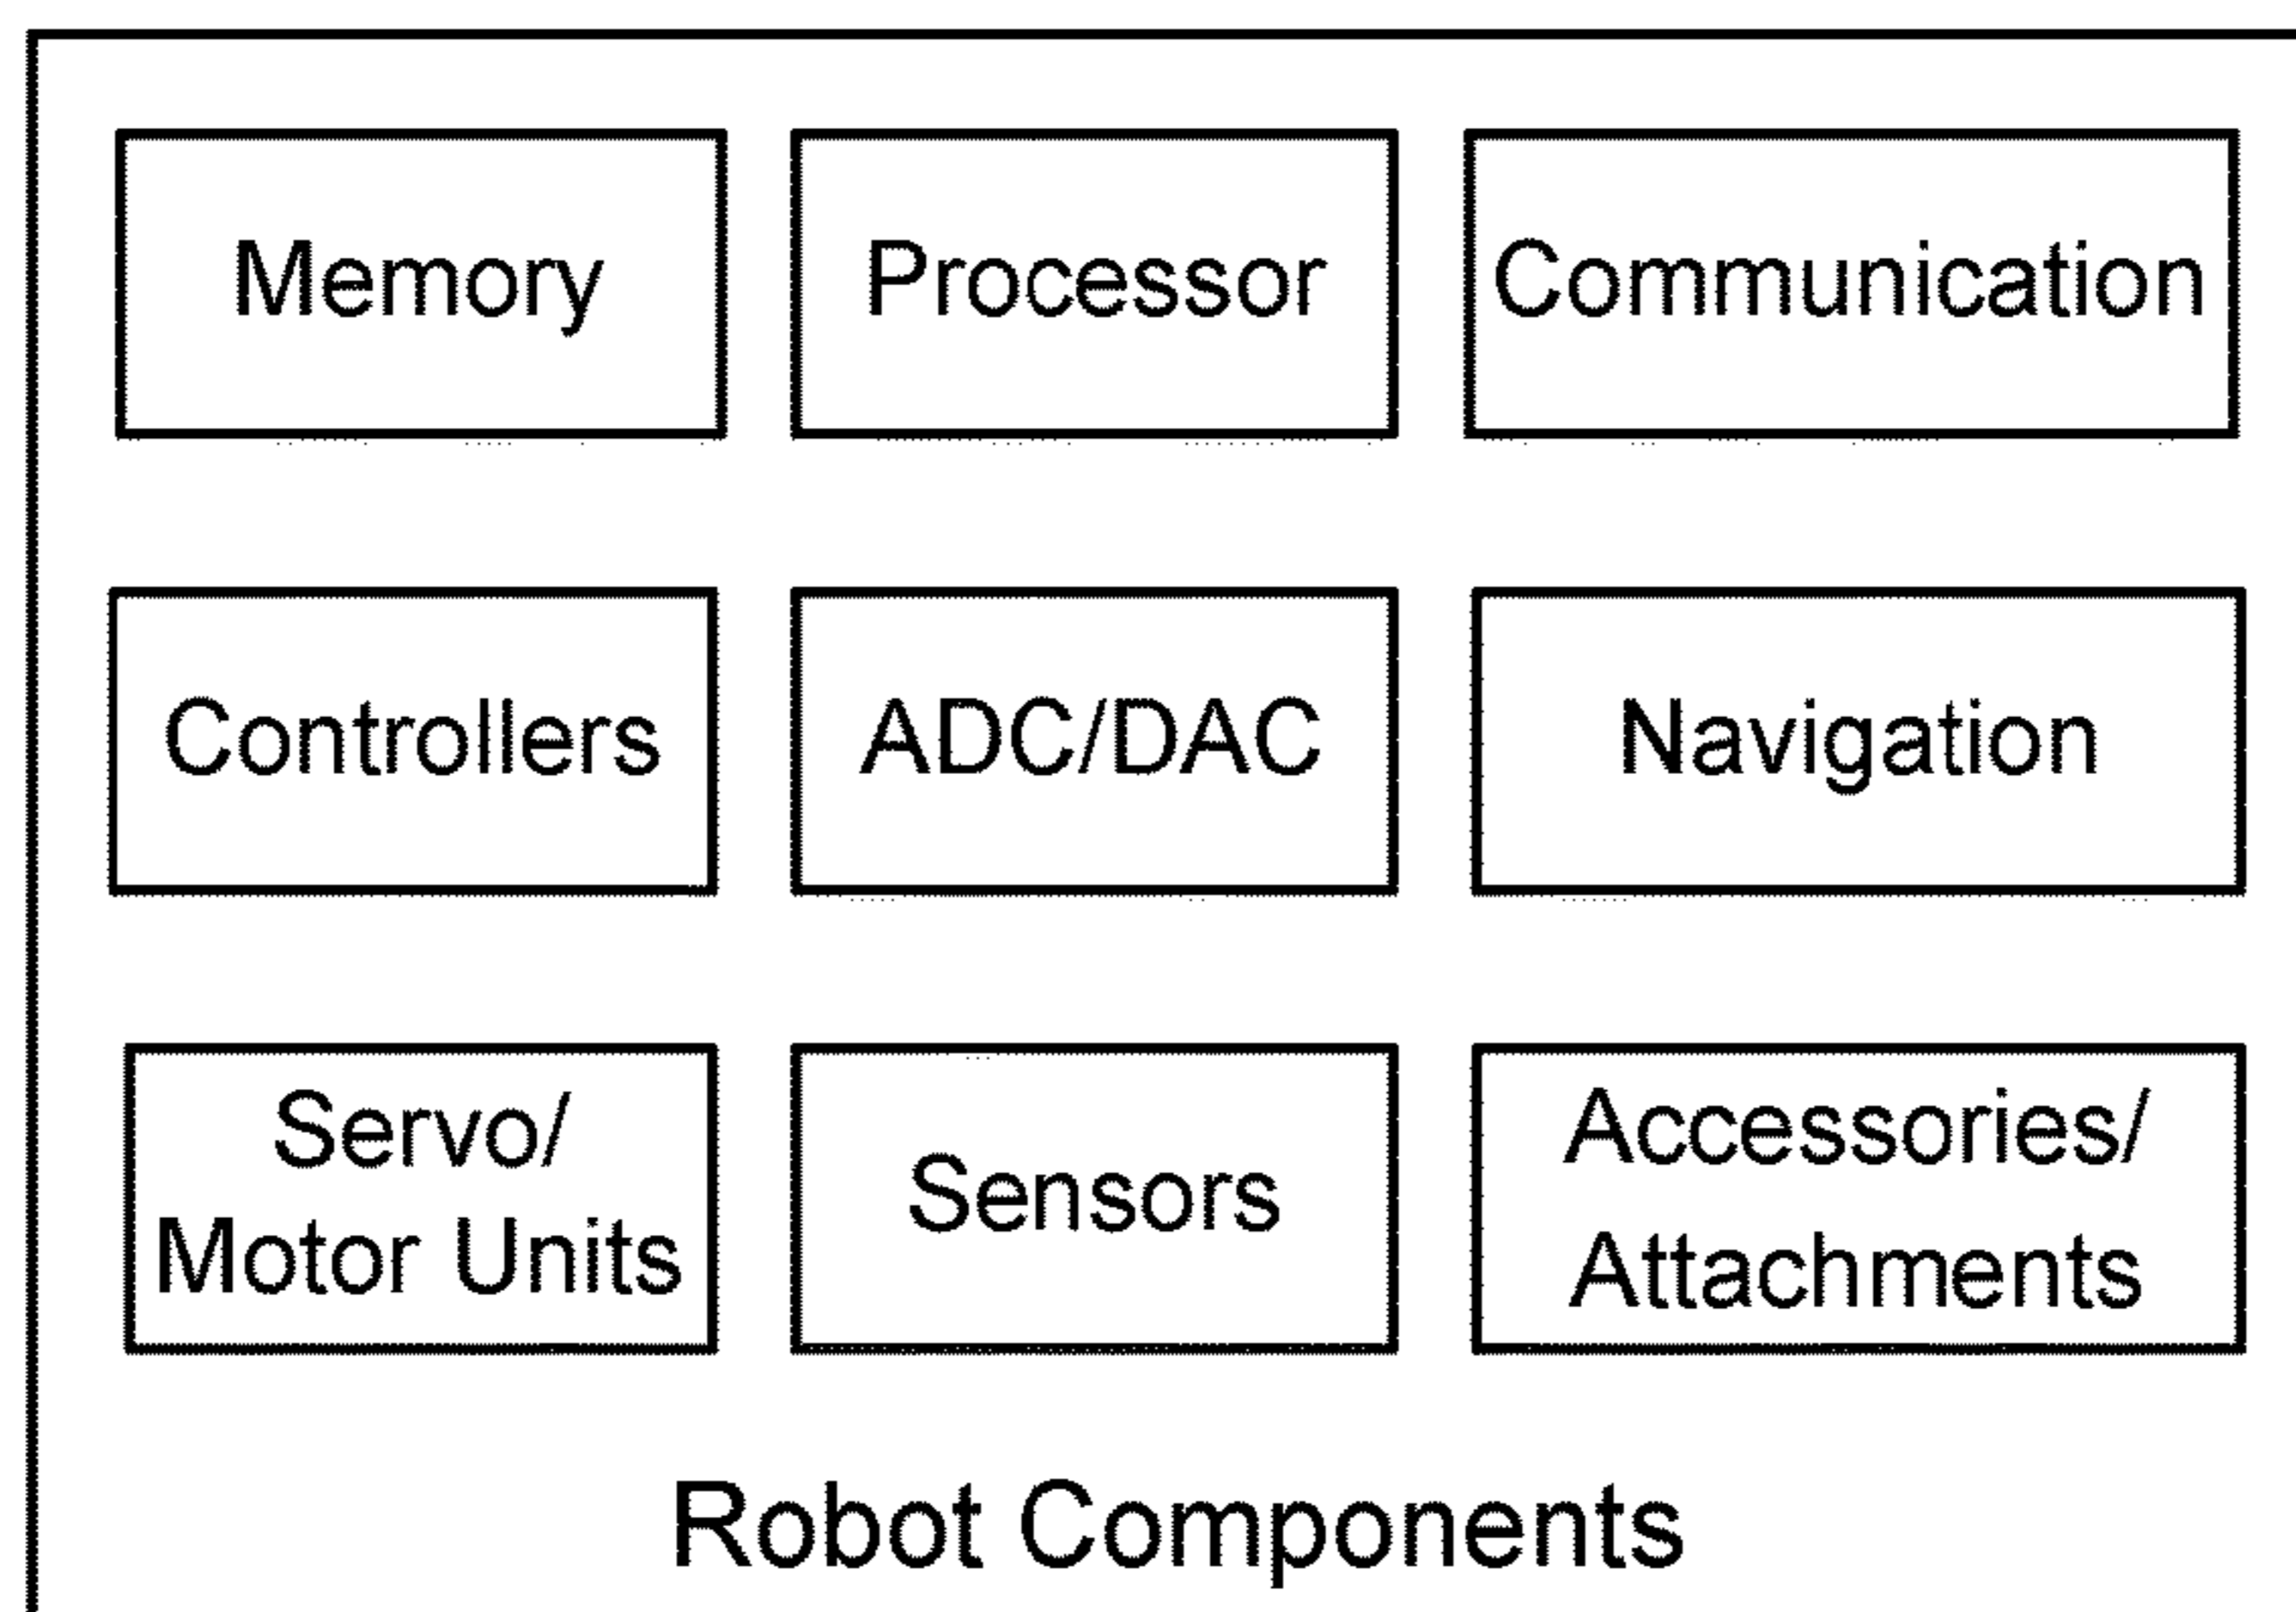 Memory
Processor
Communication
Controllers
ADC/DAC
Navigation
Servo/
Motor Units
Sensors
Accessories/
Attachments
Robot Components